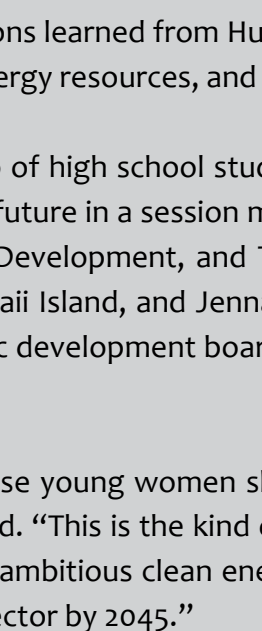 ons learned from Hu
ergy resources, and
of high school stud
future in a session m
Development, and T
aii Island, and Jenna
c development boar
se young women sh
d. “This is the kind
ambitious clean ene
ector by 2045.”